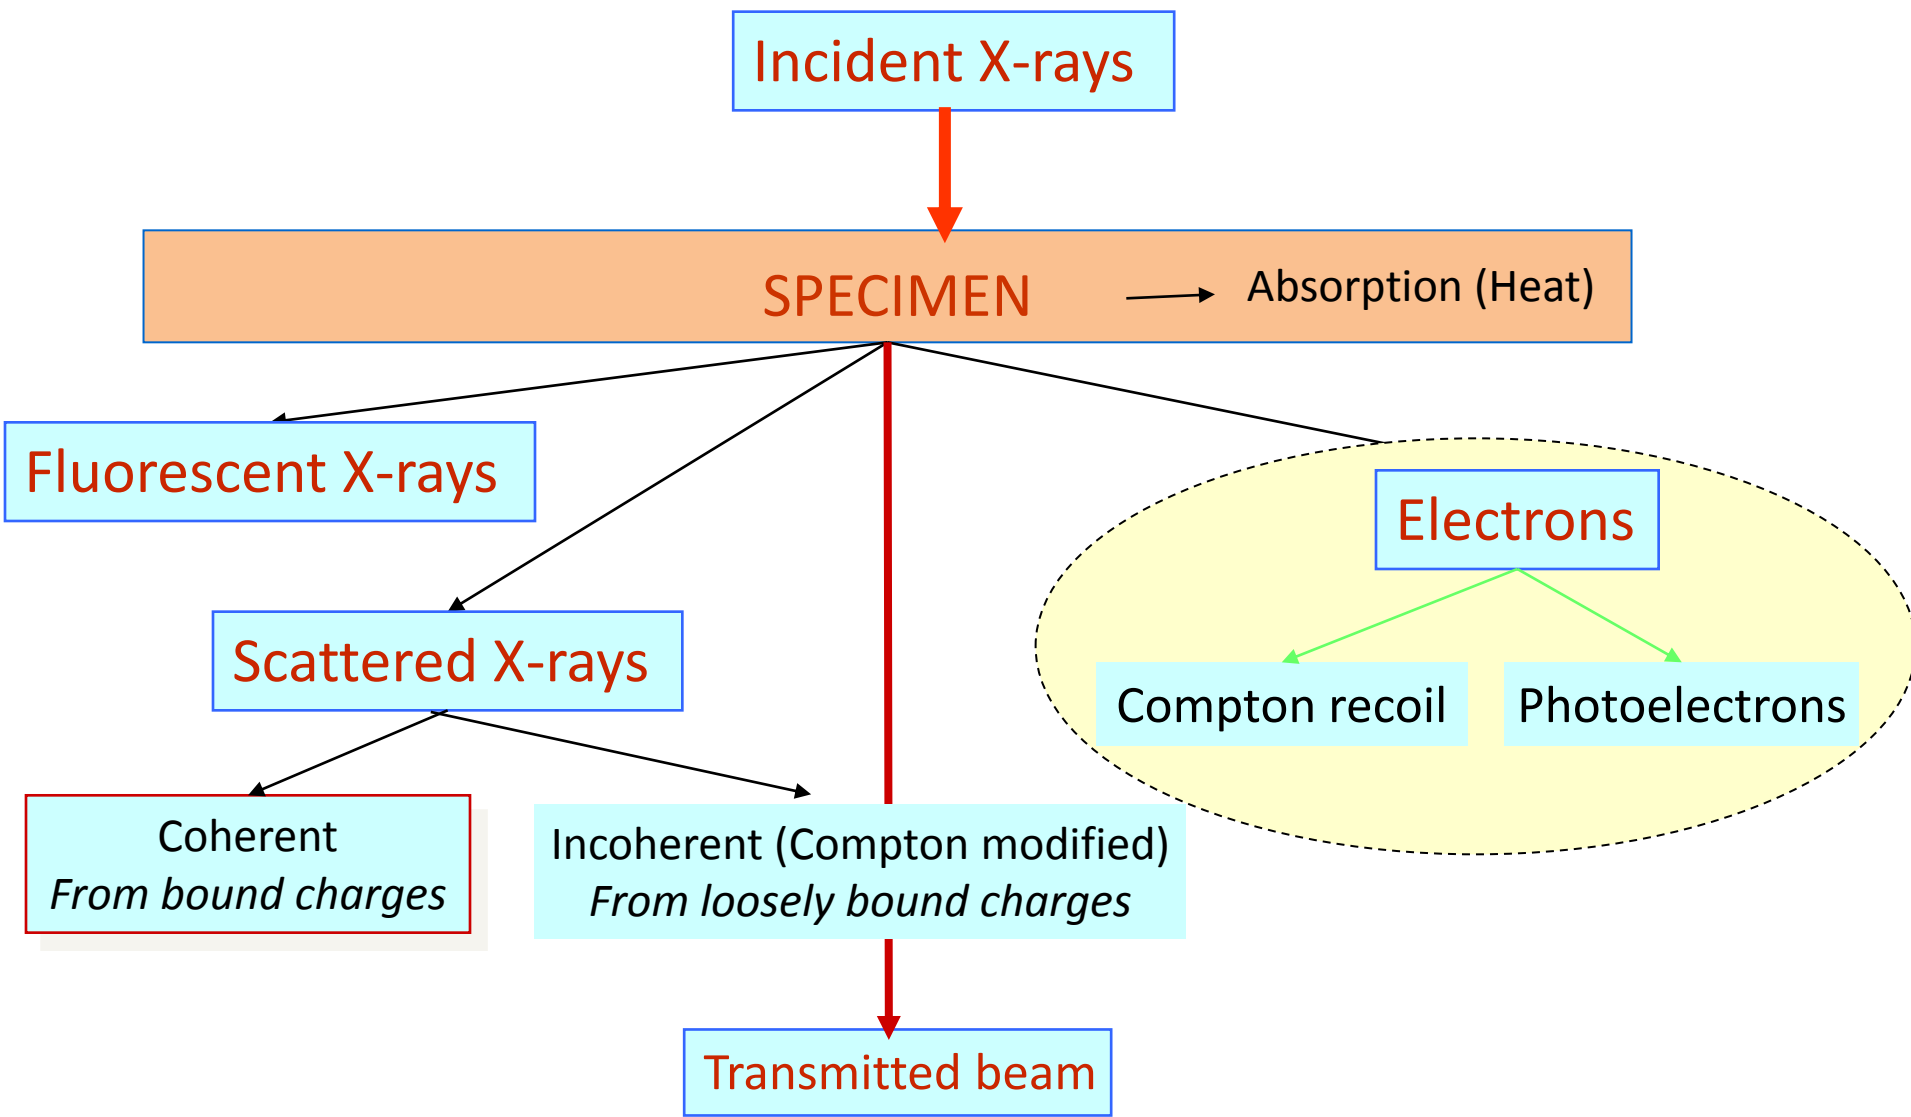 Incident X-rays
SPECIMEN
Absorption (Heat)
Fluorescent X-rays
Electrons
Scattered X-rays
Compton recoil
Photoelectrons
Coherent
From bound charges
Incoherent (Compton modified)
From loosely bound charges
Transmitted beam